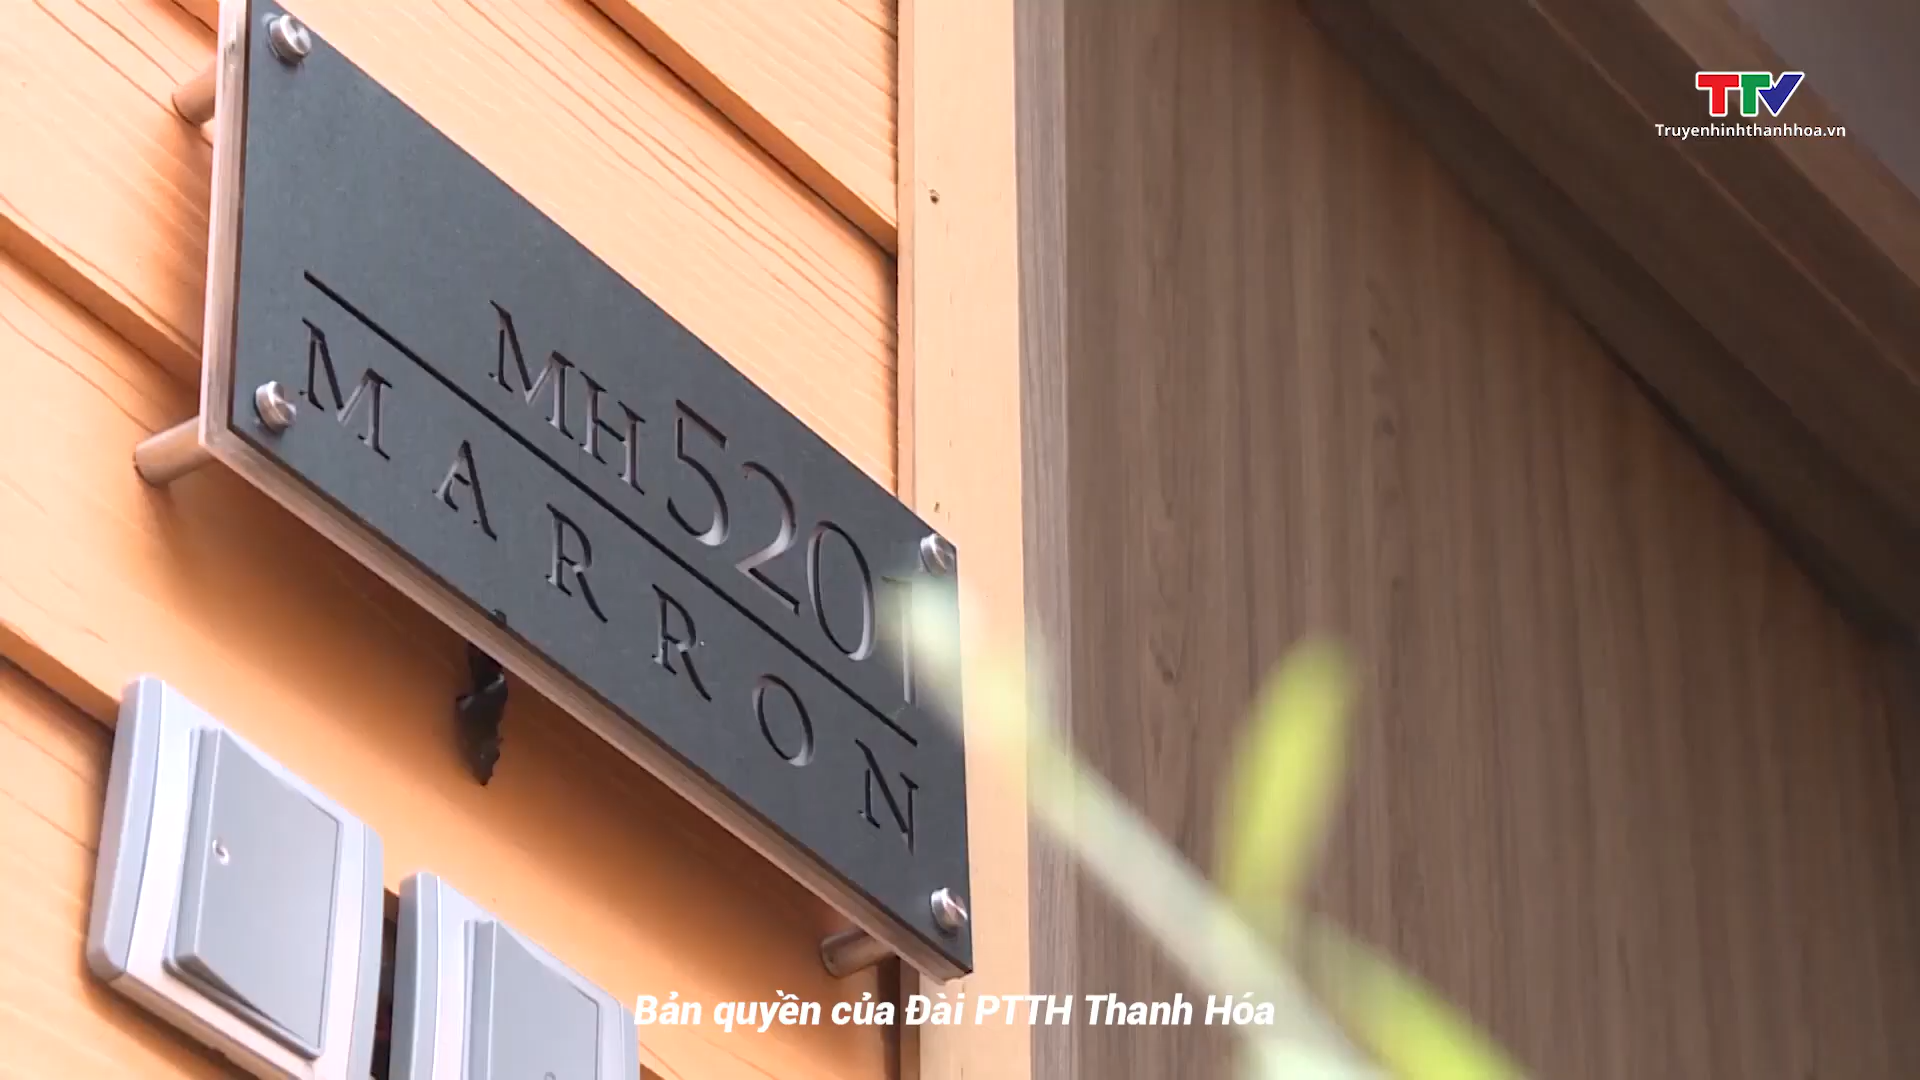 TTV
Truyenhinhthanhhoa.vn
MH5201
MARRON
Bản quyền của Đài PTTH Thanh Hóa